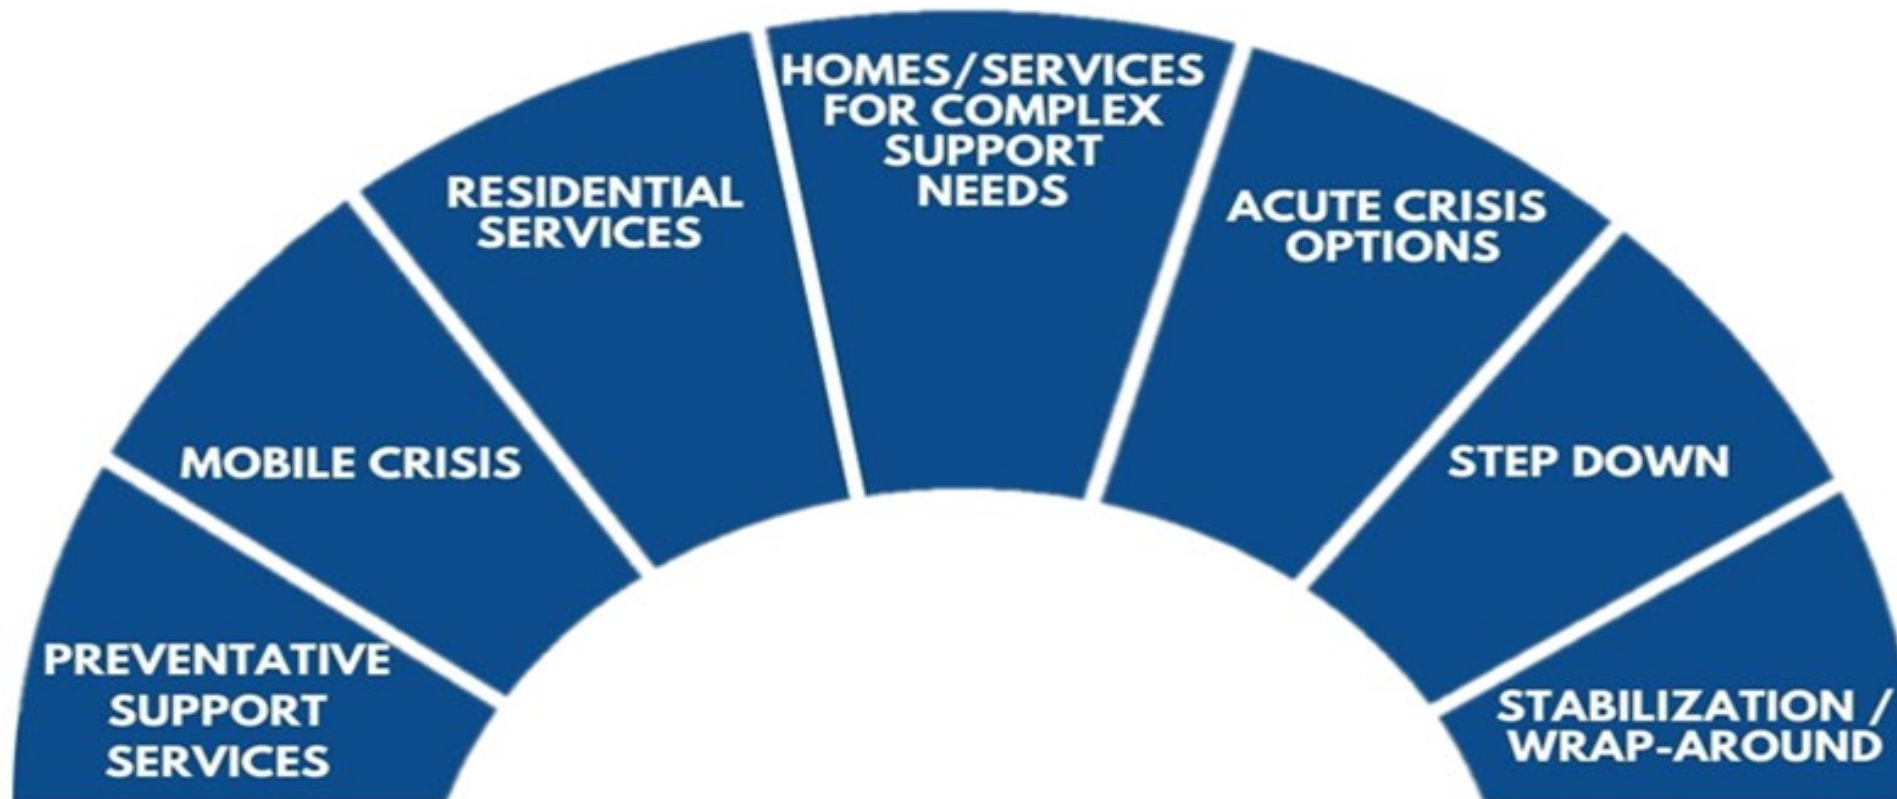 PREVENTATIVE
SUPPORT
SERVICES
MOBILE CRISIS
RESIDENTIAL
SERVICES
HOMES/SERVICES
FOR COMPLEX
SUPPORT
NEEDS
ACUTE CRISIS
OPTIONS
STEP DOWN
STABILIZATION /
WRAP-AROUND